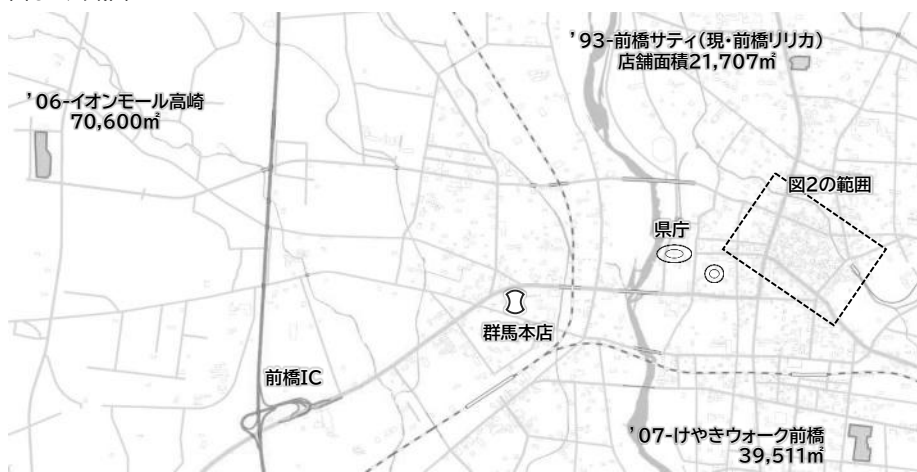 ’93-前橋サティ(現・前橋リリカ)
店舗面積21,707㎡
’06-イオンモール高崎
70,600㎡
図2の範囲
県庁
群馬本店
前橋IC
’07-けやきウォーク前橋
39,511㎡